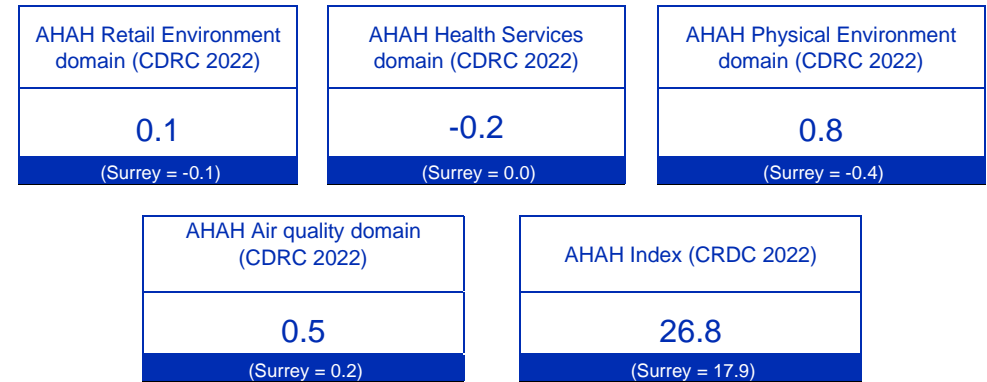 AHAH Retail Environment
domain (CDRC 2022)
0.1
(Surrey = -0.1)
AHAH Health Services
domain (CDRC 2022)
-0.2
(Surrey = 0.0)
AHAH Physical Environment
domain (CDRC 2022)
0.8
(Surrey = -0.4)
AHAH Air quality domain
(CDRC 2022)
0.5
(Surrey = 0.2)
AHAH Index (CRDC 2022)
26.8
(Surrey = 17.9)